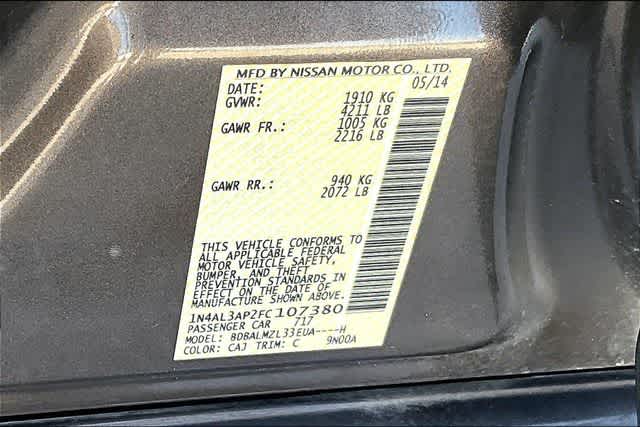 MFD BY NISSAN MOTOR CO., LTD.
DATE: 05/14
GVWR: 1910 KG
4211 LB
GAWR FR.: 1005 KG
2216 LB
GAWR RR.: 940 KG
2072 LB
THIS VEHICLE CONFORMS TO
ALL APPLICABLE FEDERAL
MOTOR VEHICLE SAFETY,
BUMPER, AND THEFT
PREVENTION STANDARDS IN
EFFECT ON THE DATE OF
MANUFACTURE SHOWN ABOVE.
1N4AL3AP2FC107380
PASSENGER CAR 717
MODEL: BDBALMZL33EUA----H
COLOR: CAJ TRIM: C 9N00A